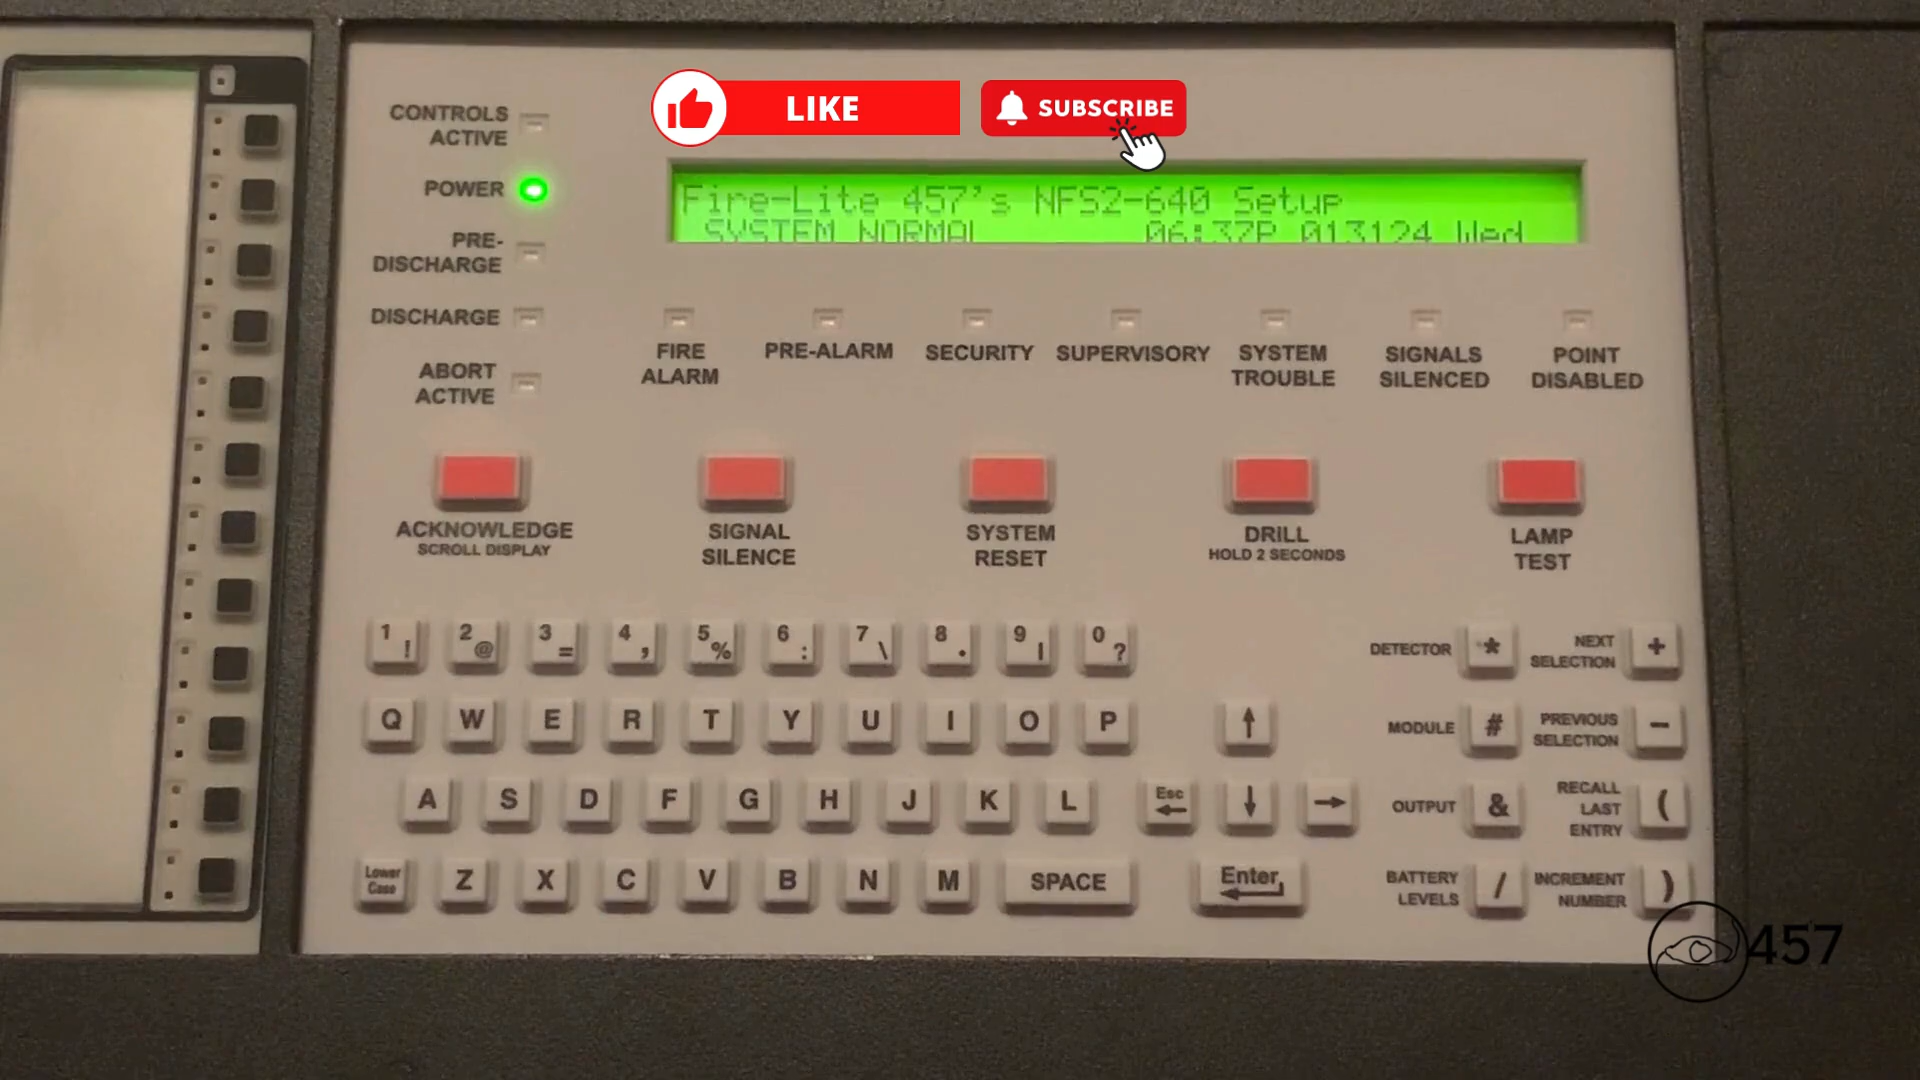 LIKE
SUBSCRIBE
Fire-Lite 457's NFS2-640 Setup
SYSTEM NORMAL 06:37P 013124 Wed
CONTROLS
ACTIVE
POWER
PRE-
DISCHARGE
DISCHARGE
ABORT
ACTIVE
FIRE
ALARM
PRE-ALARM
SECURITY
SUPERVISORY
SYSTEM
TROUBLE
SIGNALS
SILENCED
POINT
DISABLED
ACKNOWLEDGE
SCROLL DISPLAY
SIGNAL
SILENCE
SYSTEM
RESET
DRILL
HOLD 2 SECONDS
LAMP
TEST
1 ! 2 @ 3 = 4 , 5 % 6 : 7 \ 8 . 9 | 0 ?
Q W E R T Y U I O P
A S D F G H J K L Esc
Lower
Case
Z X C V B N M SPACE Enter
DETECTOR *
NEXT
SELECTION +
MODULE #
PREVIOUS
SELECTION -
OUTPUT &
RECALL
LAST
ENTRY (
BATTERY
LEVELS /
INCREMENT
NUMBER )
457